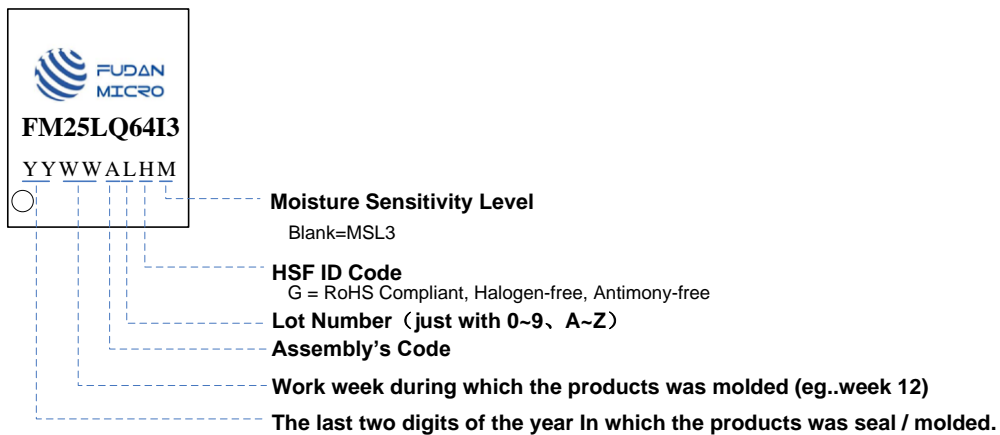 FUDAN
MICRO
FM25LQ64I3
YYWWALHM
Moisture Sensitivity Level
Blank=MSL3
HSF ID Code
G = RoHS Compliant, Halogen-free, Antimony-free
Lot Number（just with 0~9、A~Z）
Assembly’s Code
Work week during which the products was molded (eg..week 12)
The last two digits of the year In which the products was seal / molded.